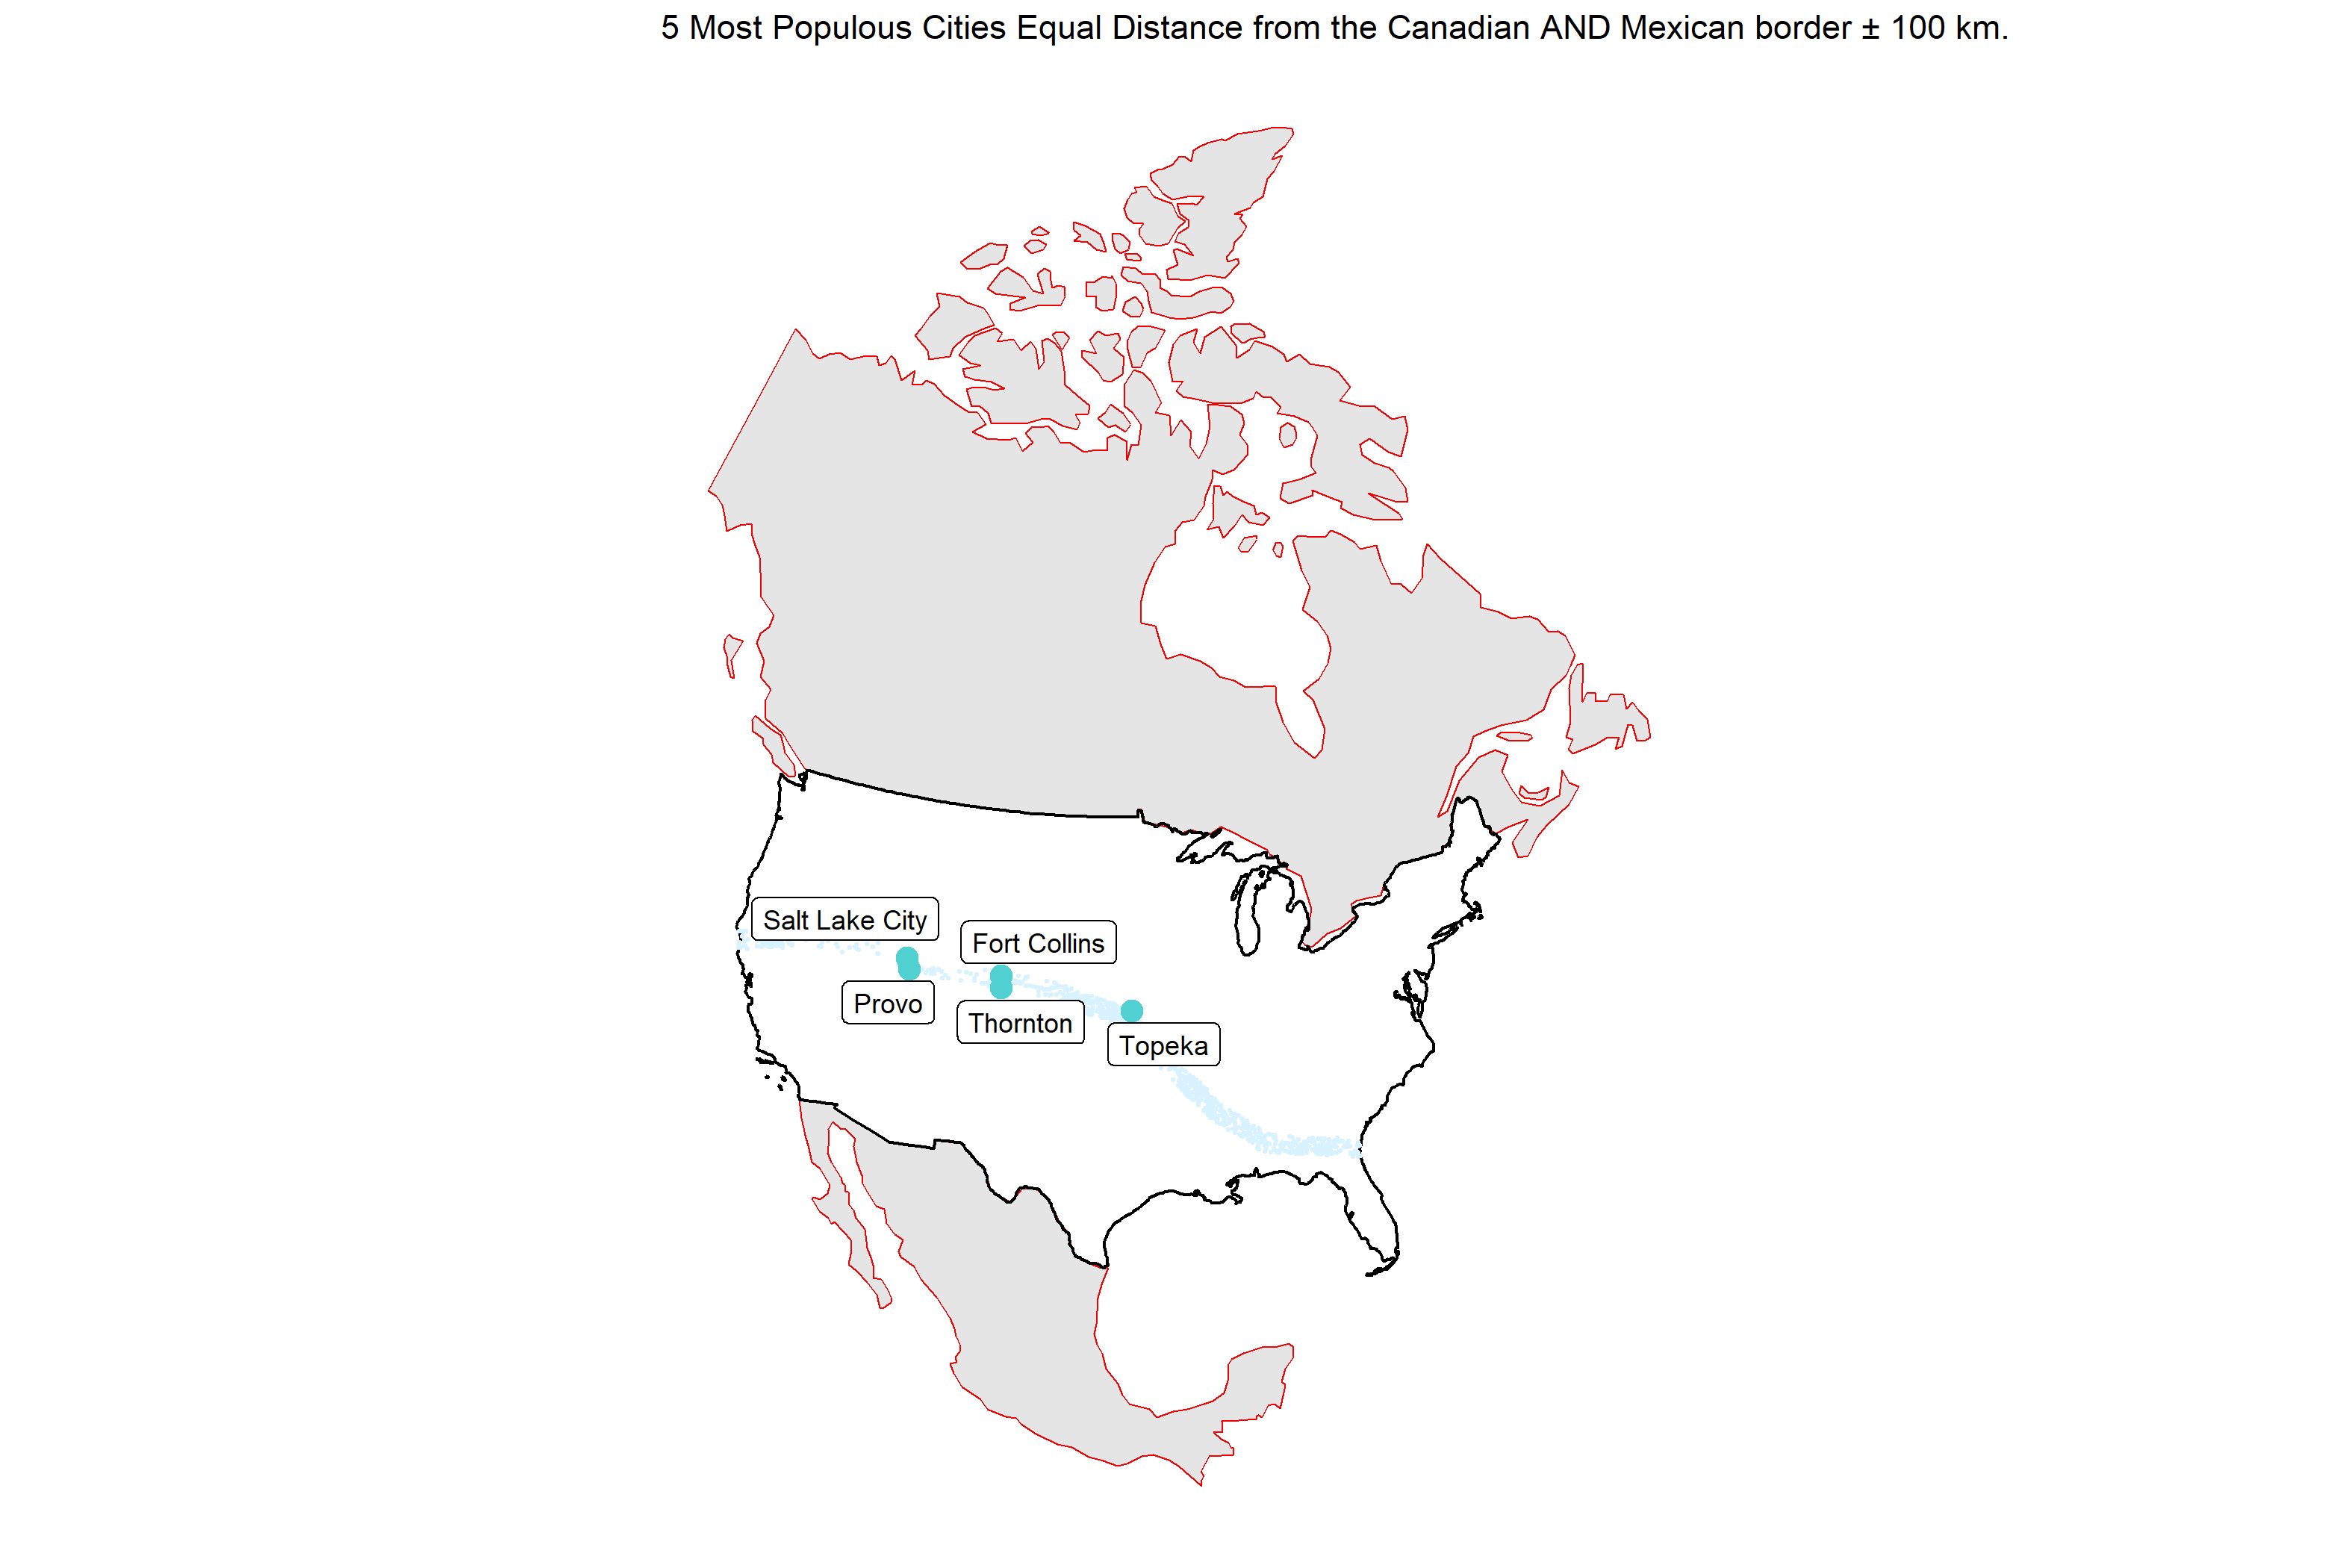 5 Most Populous Cities Equal Distance from the Canadian AND Mexican border ± 100 km.
Salt Lake City
Fort Collins
Provo
Thornton
Topeka